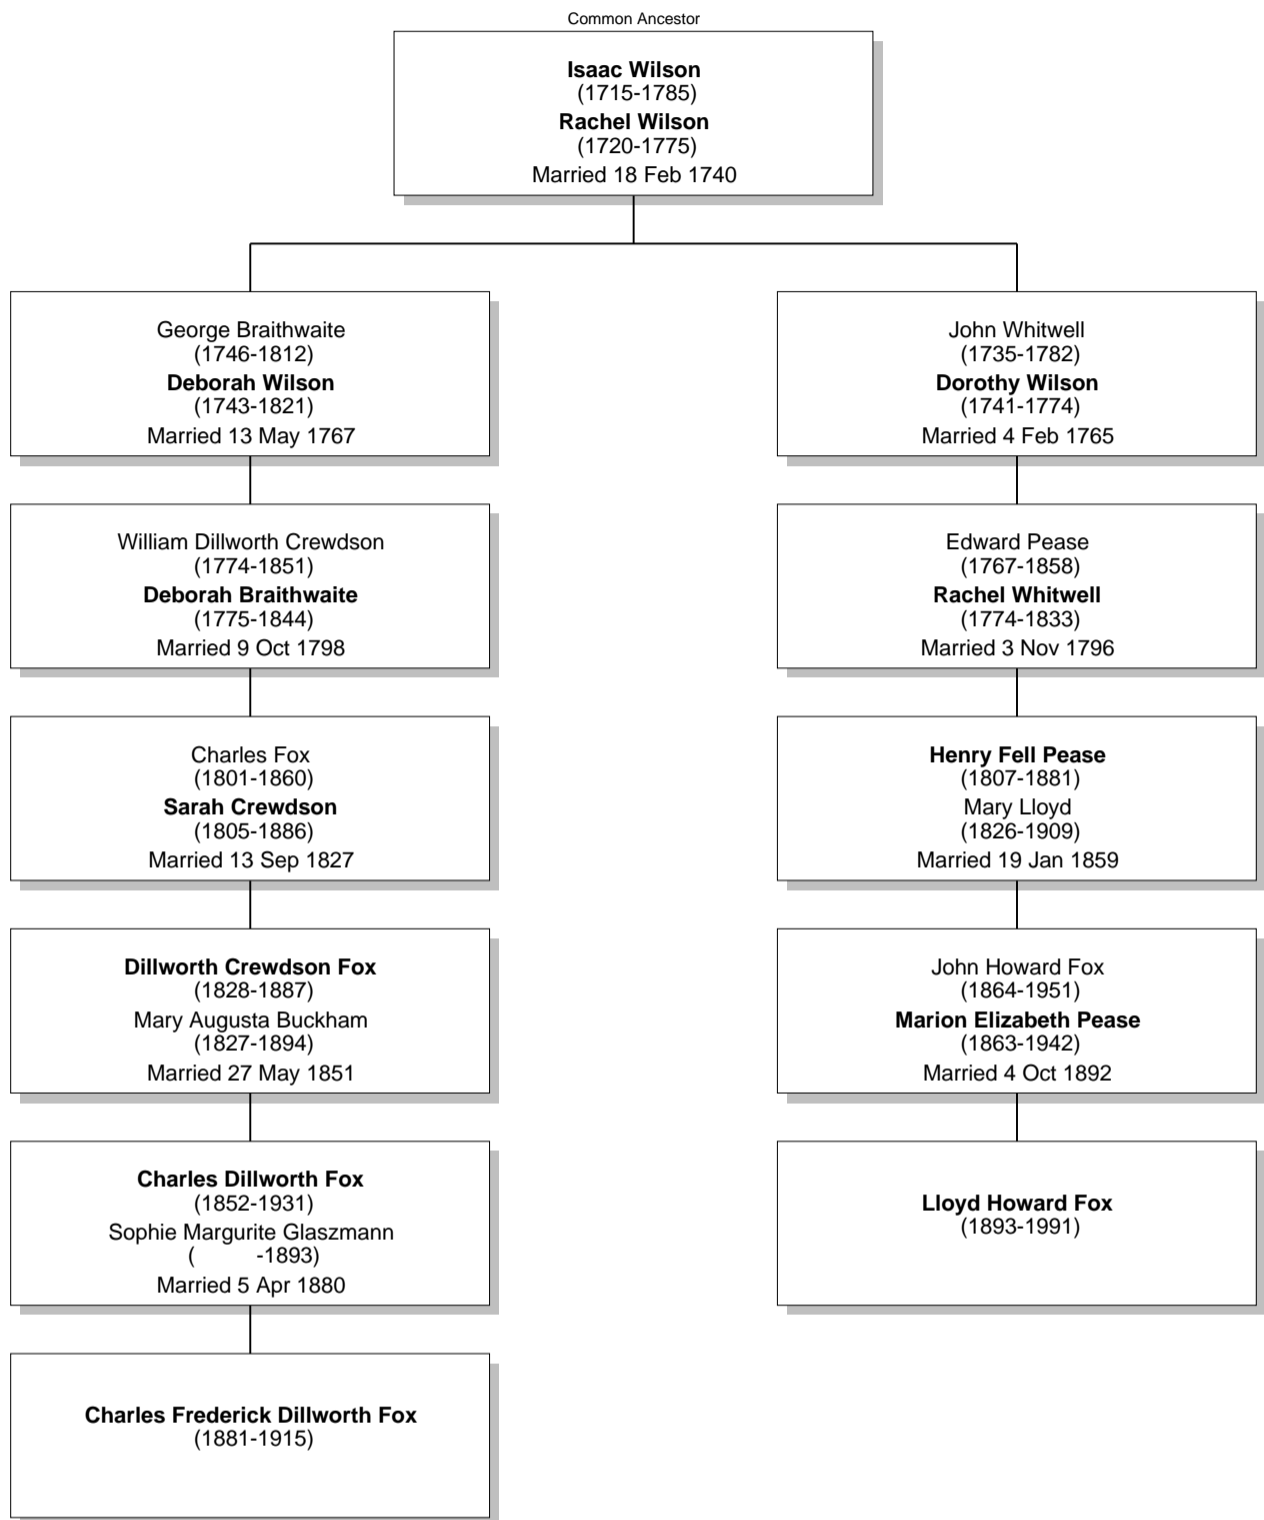 Common Ancestor
Isaac Wilson
(1715-1785)
Rachel Wilson
(1720-1775)
Married 18 Feb 1740
George Braithwaite
(1746-1812)
Deborah Wilson
(1743-1821)
Married 13 May 1767
John Whitwell
(1735-1782)
Dorothy Wilson
(1741-1774)
Married 4 Feb 1765
William Dillworth Crewdson
(1774-1851)
Deborah Braithwaite
(1775-1844)
Married 9 Oct 1798
Edward Pease
(1767-1858)
Rachel Whitwell
(1774-1833)
Married 3 Nov 1796
Charles Fox
(1801-1860)
Sarah Crewdson
(1805-1886)
Married 13 Sep 1827
Henry Fell Pease
(1807-1881)
Mary Lloyd
(1826-1909)
Married 19 Jan 1859
Dillworth Crewdson Fox
(1828-1887)
Mary Augusta Buckham
(1827-1894)
Married 27 May 1851
John Howard Fox
(1864-1951)
Marion Elizabeth Pease
(1863-1942)
Married 4 Oct 1892
Charles Dillworth Fox
(1852-1931)
Sophie Margurite Glaszmann
(          -1893)
Married 5 Apr 1880
Lloyd Howard Fox
(1893-1991)
Charles Frederick Dillworth Fox
(1881-1915)